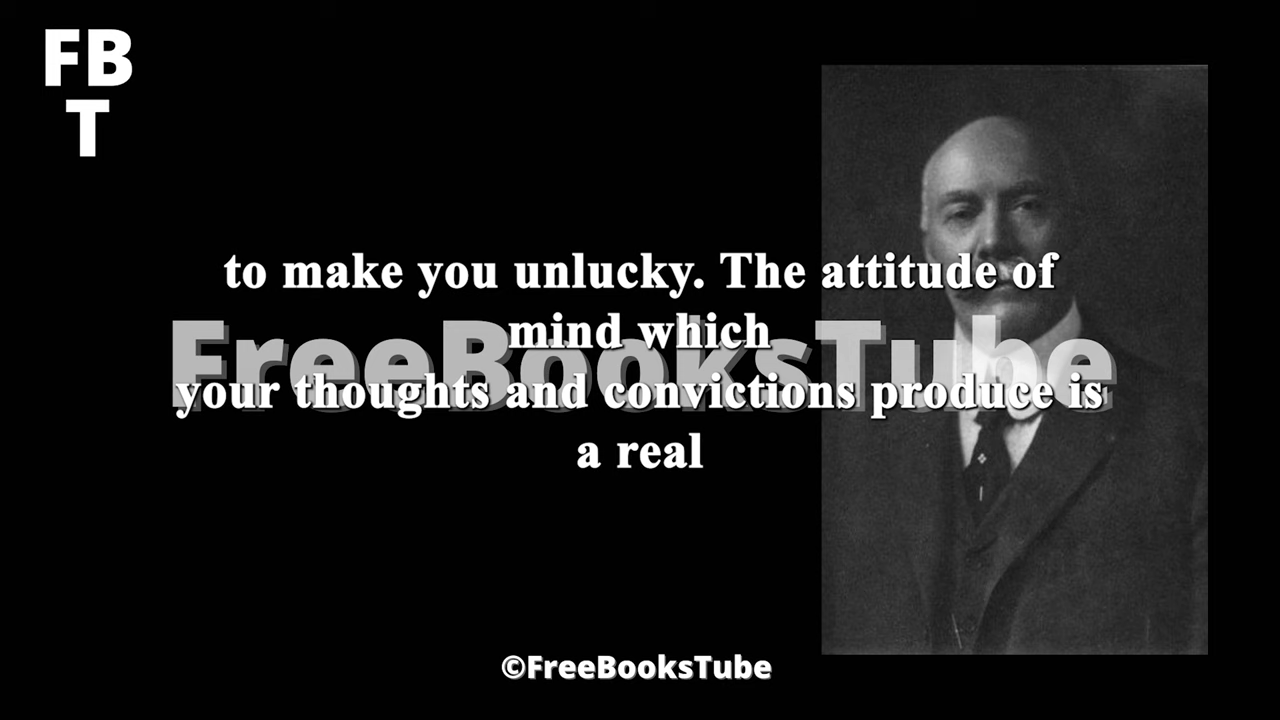 FB
T
to make you unlucky. The attitude of
mind which
FreeBooksTube
your thoughts and convictions produce is
a real
©FreeBooksTube